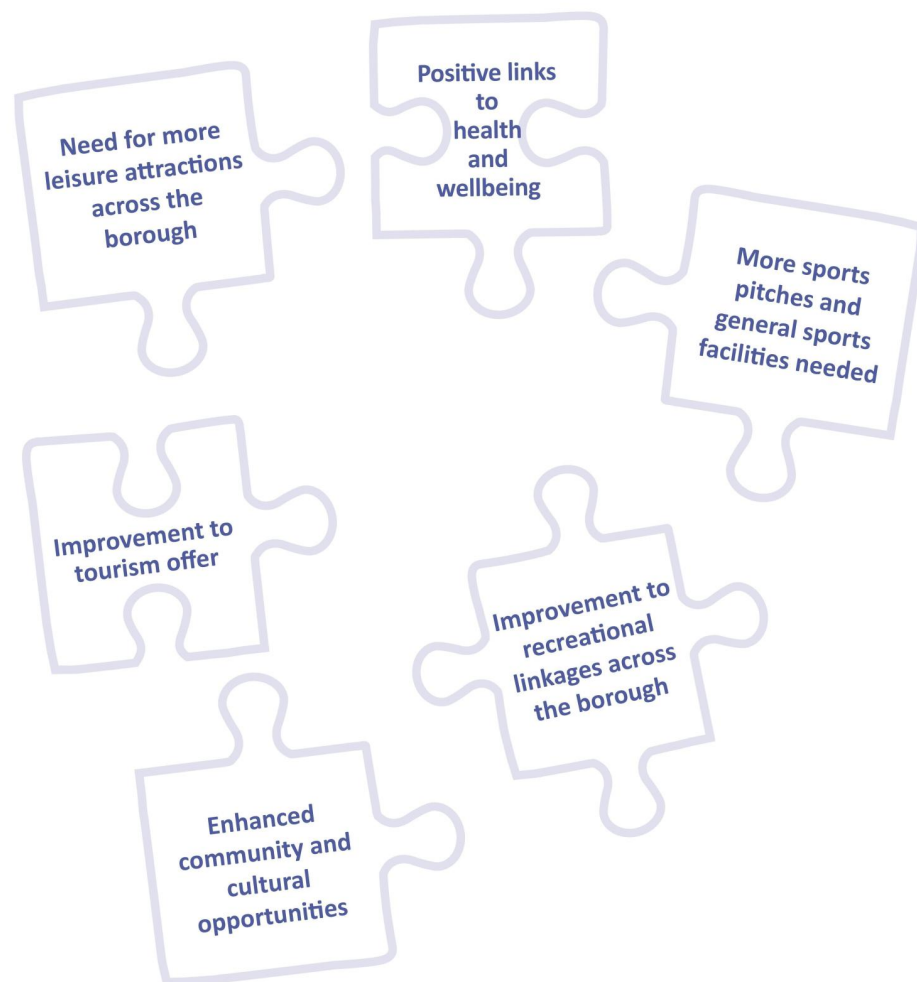 Need for more
leisure attractions
across the
borough
Positive links
to
health
and
wellbeing
More sports
pitches and
general sports
facilities needed
Improvement to
tourism offer
Improvement to
recreational
linkages across
the borough
Enhanced
community and
cultural
opportunities